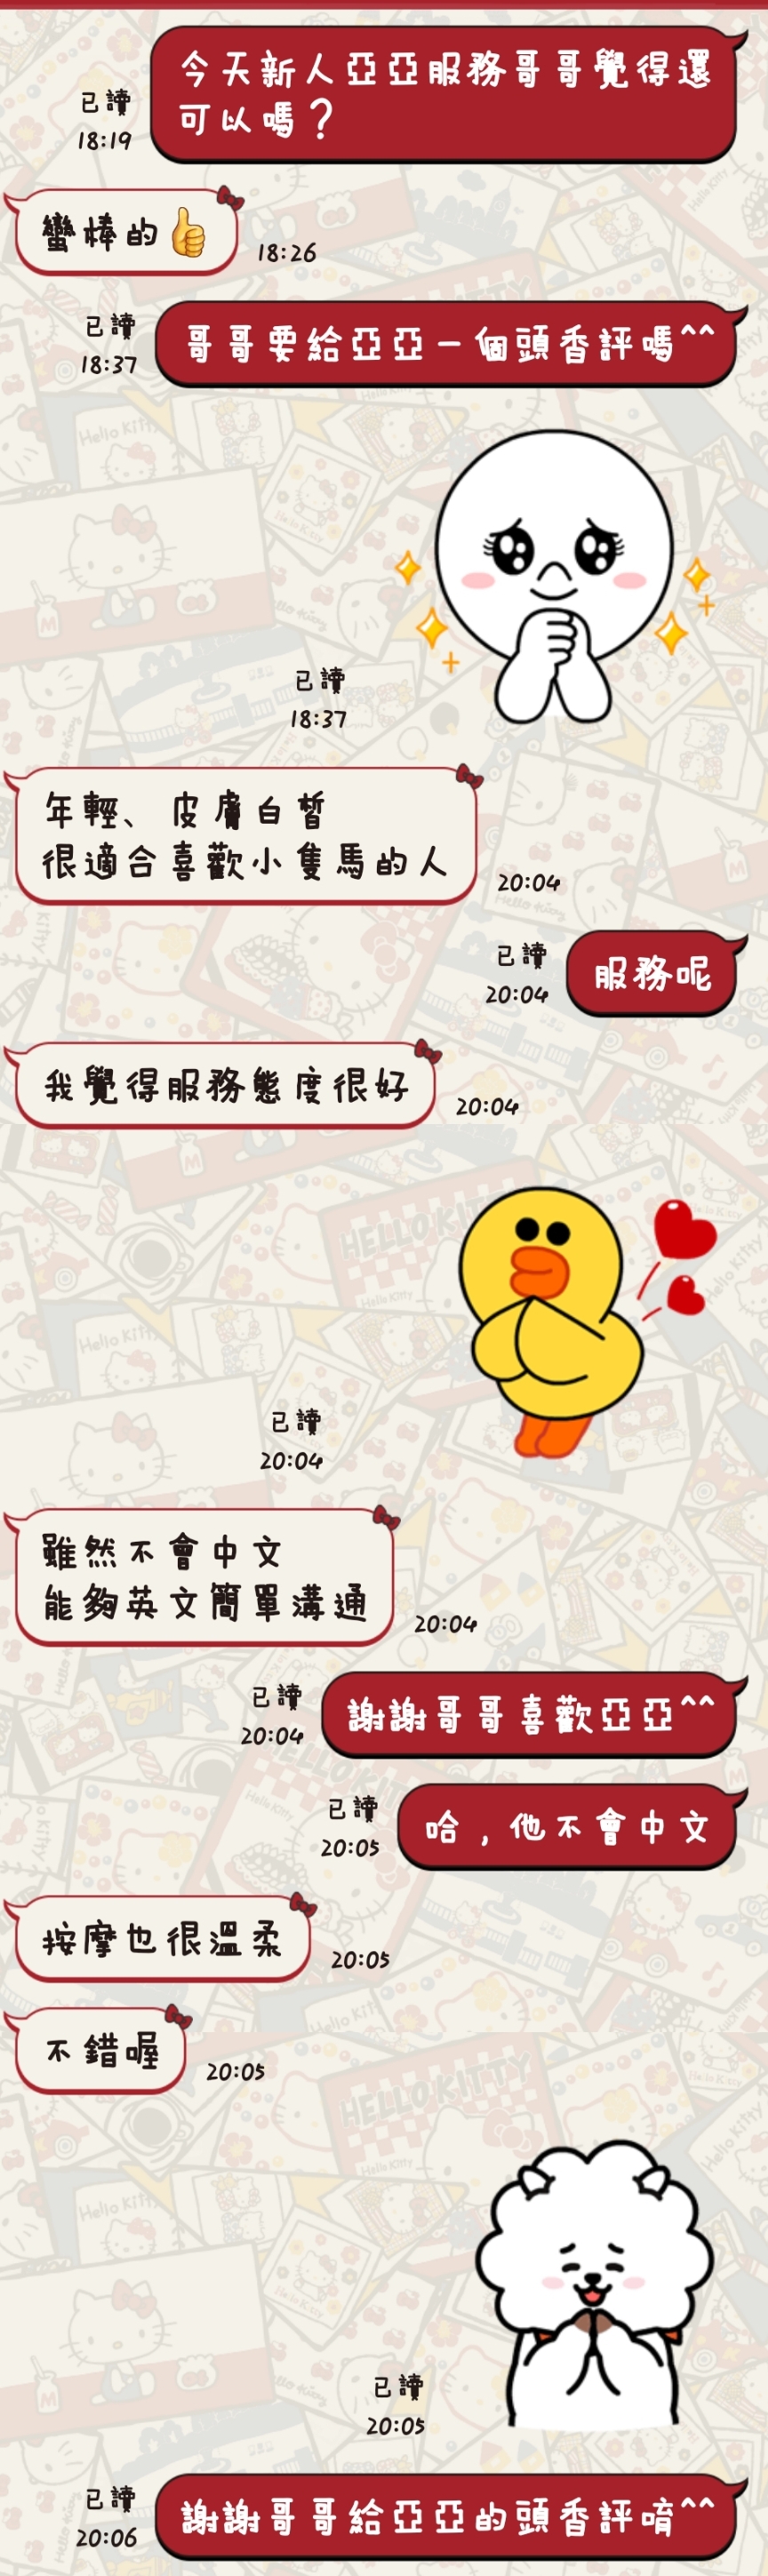 今天新人亞亞服務哥哥覺得還
可以嗎？
已讀
18:19
蠻棒的👍
18:26
已讀
18:37
哥哥要給亞亞一個頭香評嗎^^
已讀
18:37
年輕、皮膚白皙
很適合喜歡小隻馬的人
20:04
已讀
20:04
服務呢
我覺得服務態度很好
20:04
已讀
20:04
雖然不會中文
能夠英文簡單溝通
20:04
已讀
20:04
謝謝哥哥喜歡亞亞^^
已讀
20:05
哈，他不會中文
按摩也很溫柔
20:05
不錯喔
20:05
已讀
20:05
已讀
20:06
謝謝哥哥給亞亞的頭香評唷^^